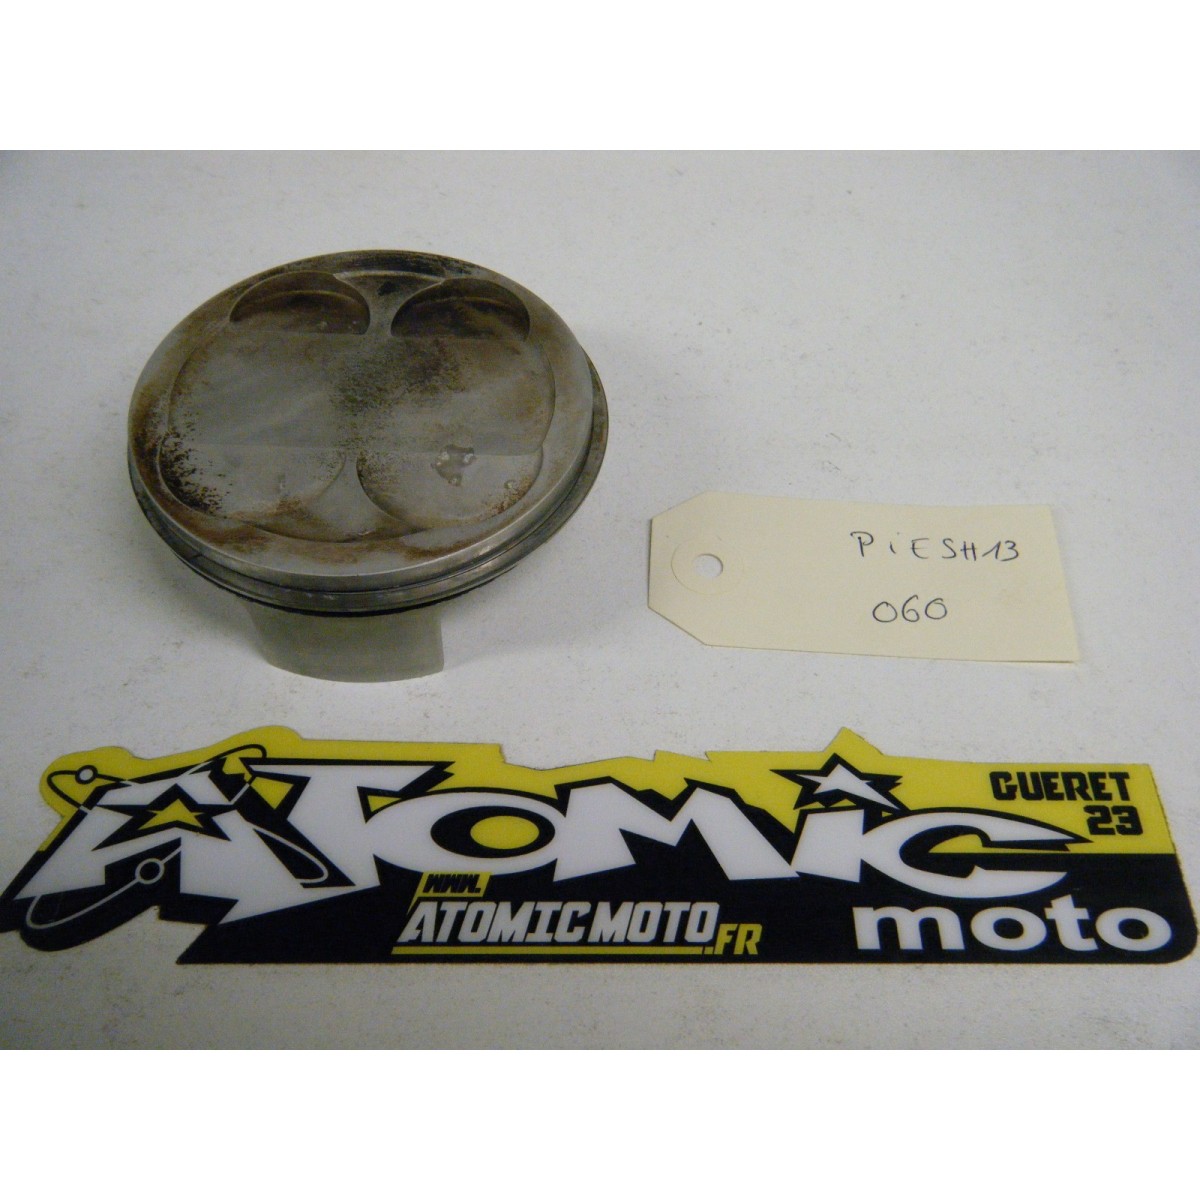 PiESH13
060
ATOMiC
GUERET
23
WWW.
ATOMICMOTO.FR
moto